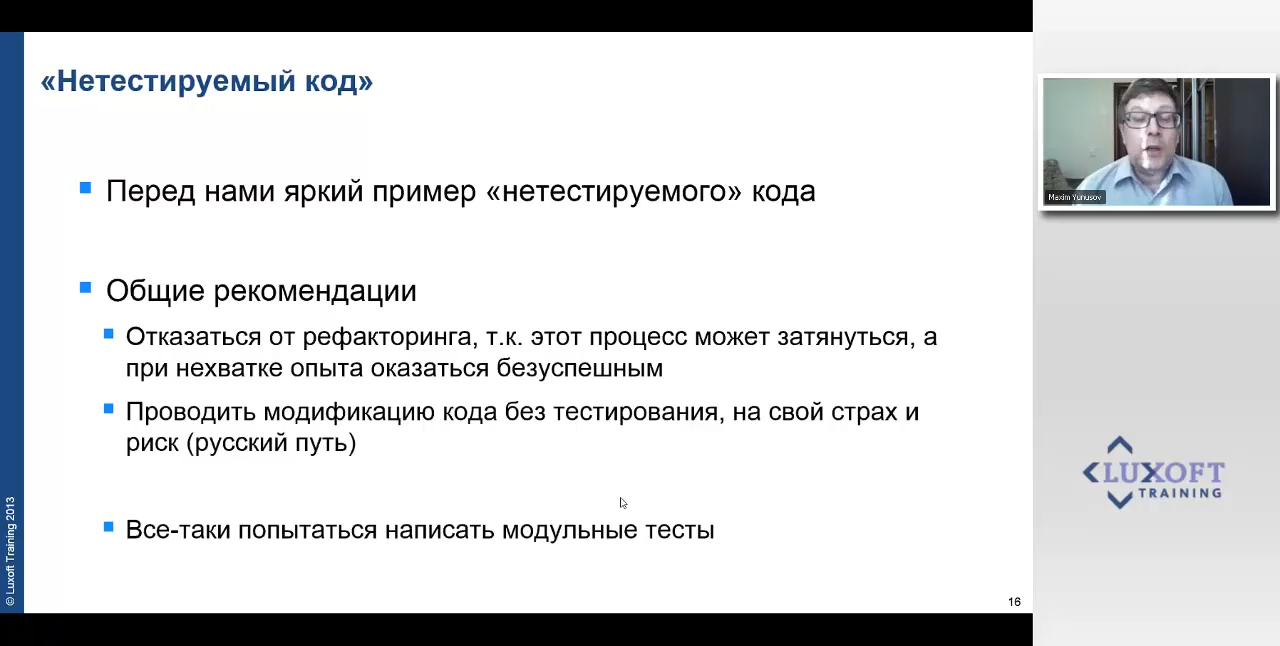 «Нетестируемый код»
Перед нами яркий пример «нетестируемого» кода
Общие рекомендации
Отказаться от рефакторинга, т.к. этот процесс может затянуться, а
при нехватке опыта оказаться безуспешным
Проводить модификацию кода без тестирования, на свой страх и
риск (русский путь)
Все-таки попытаться написать модульные тесты
16
© Luxoft Training 2013
Maxim Yunusov
LUXOFT
TRAINING